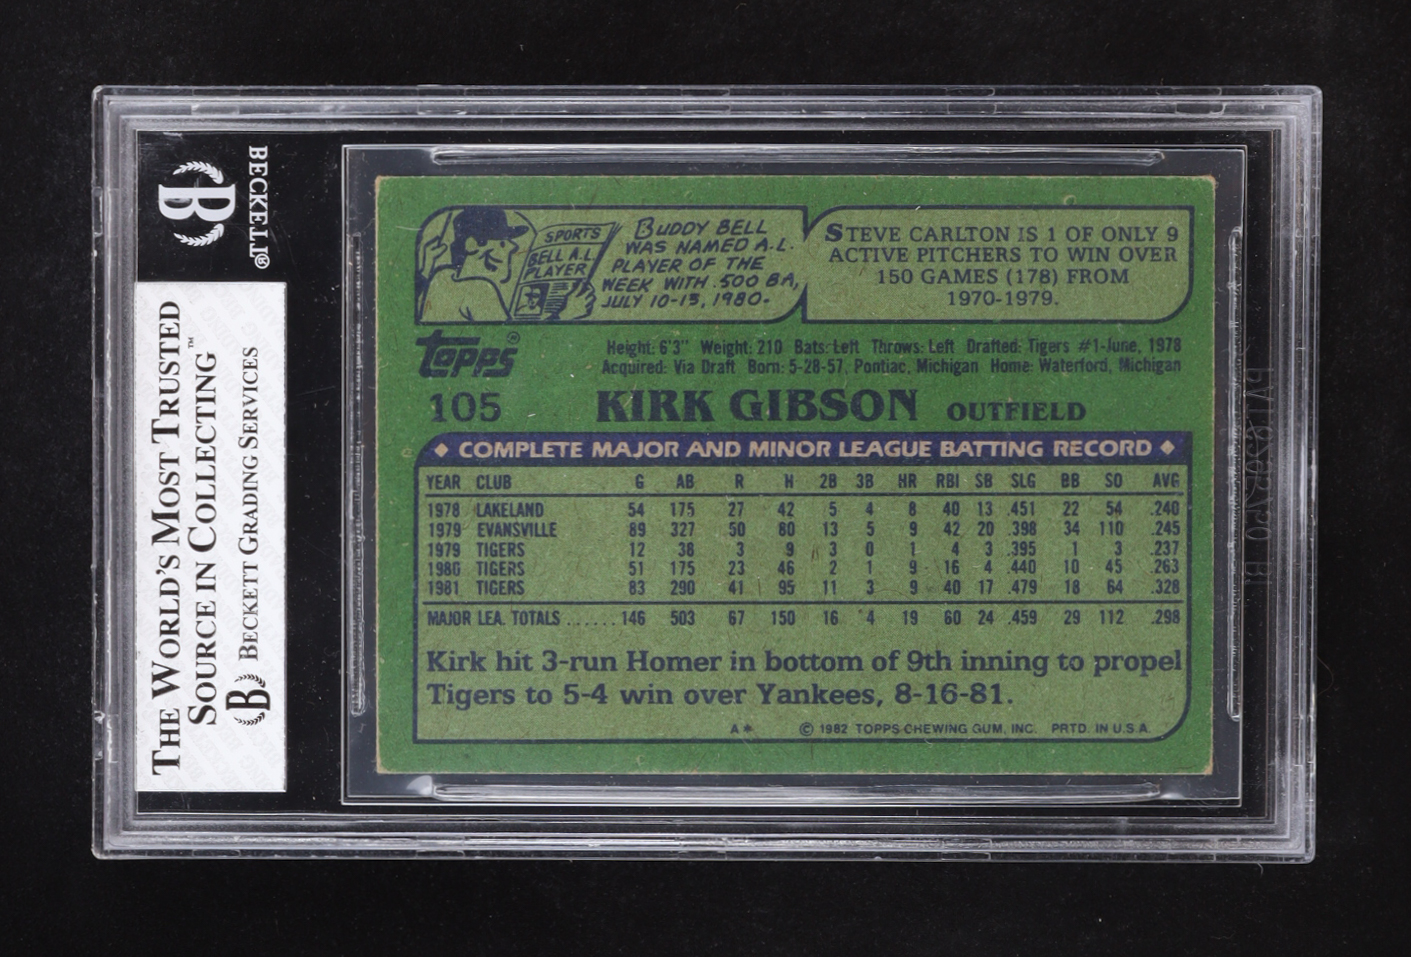 BECKETT®
B
THE WORLD'S MOST TRUSTED
SOURCE IN COLLECTING™
B BECKETT GRADING SERVICES
SPORTS
BELL A.L.
PLAYER
BUDDY BELL
WAS NAMED A.L.
PLAYER OF THE
WEEK WITH .500 BA,
JULY 10-13, 1980.
STEVE CARLTON IS 1 OF ONLY 9
ACTIVE PITCHERS TO WIN OVER
150 GAMES (178) FROM
1970-1979.
TOPPS®
Height: 6'3" Weight: 210 Bats: Left Throws: Left Drafted: Tigers #1-June, 1978
Acquired: Via Draft Born: 5-28-57, Pontiac, Michigan Home: Waterford, Michigan
105 KIRK GIBSON OUTFIELD
◆ COMPLETE MAJOR AND MINOR LEAGUE BATTING RECORD ◆
YEAR CLUB G AB R H 2B 3B HR RBI SB SLG BB SO AVG
1978 LAKELAND 54 175 27 42 5 4 8 40 13 .451 22 54 .240
1979 EVANSVILLE 89 327 50 80 13 5 9 42 20 .398 34 110 .245
1979 TIGERS 12 38 3 9 3 0 1 4 3 .395 1 3 .237
1980 TIGERS 51 175 23 46 2 1 9 16 4 .440 10 45 .263
1981 TIGERS 83 290 41 95 11 3 9 40 17 .479 18 64 .328
MAJOR LEA. TOTALS ...... 146 503 67 150 16 4 19 60 24 .459 29 112 .298
Kirk hit 3-run Homer in bottom of 9th inning to propel
Tigers to 5-4 win over Yankees, 8-16-81.
A* © 1982 TOPPS CHEWING GUM, INC. PRTD. IN U.S.A.